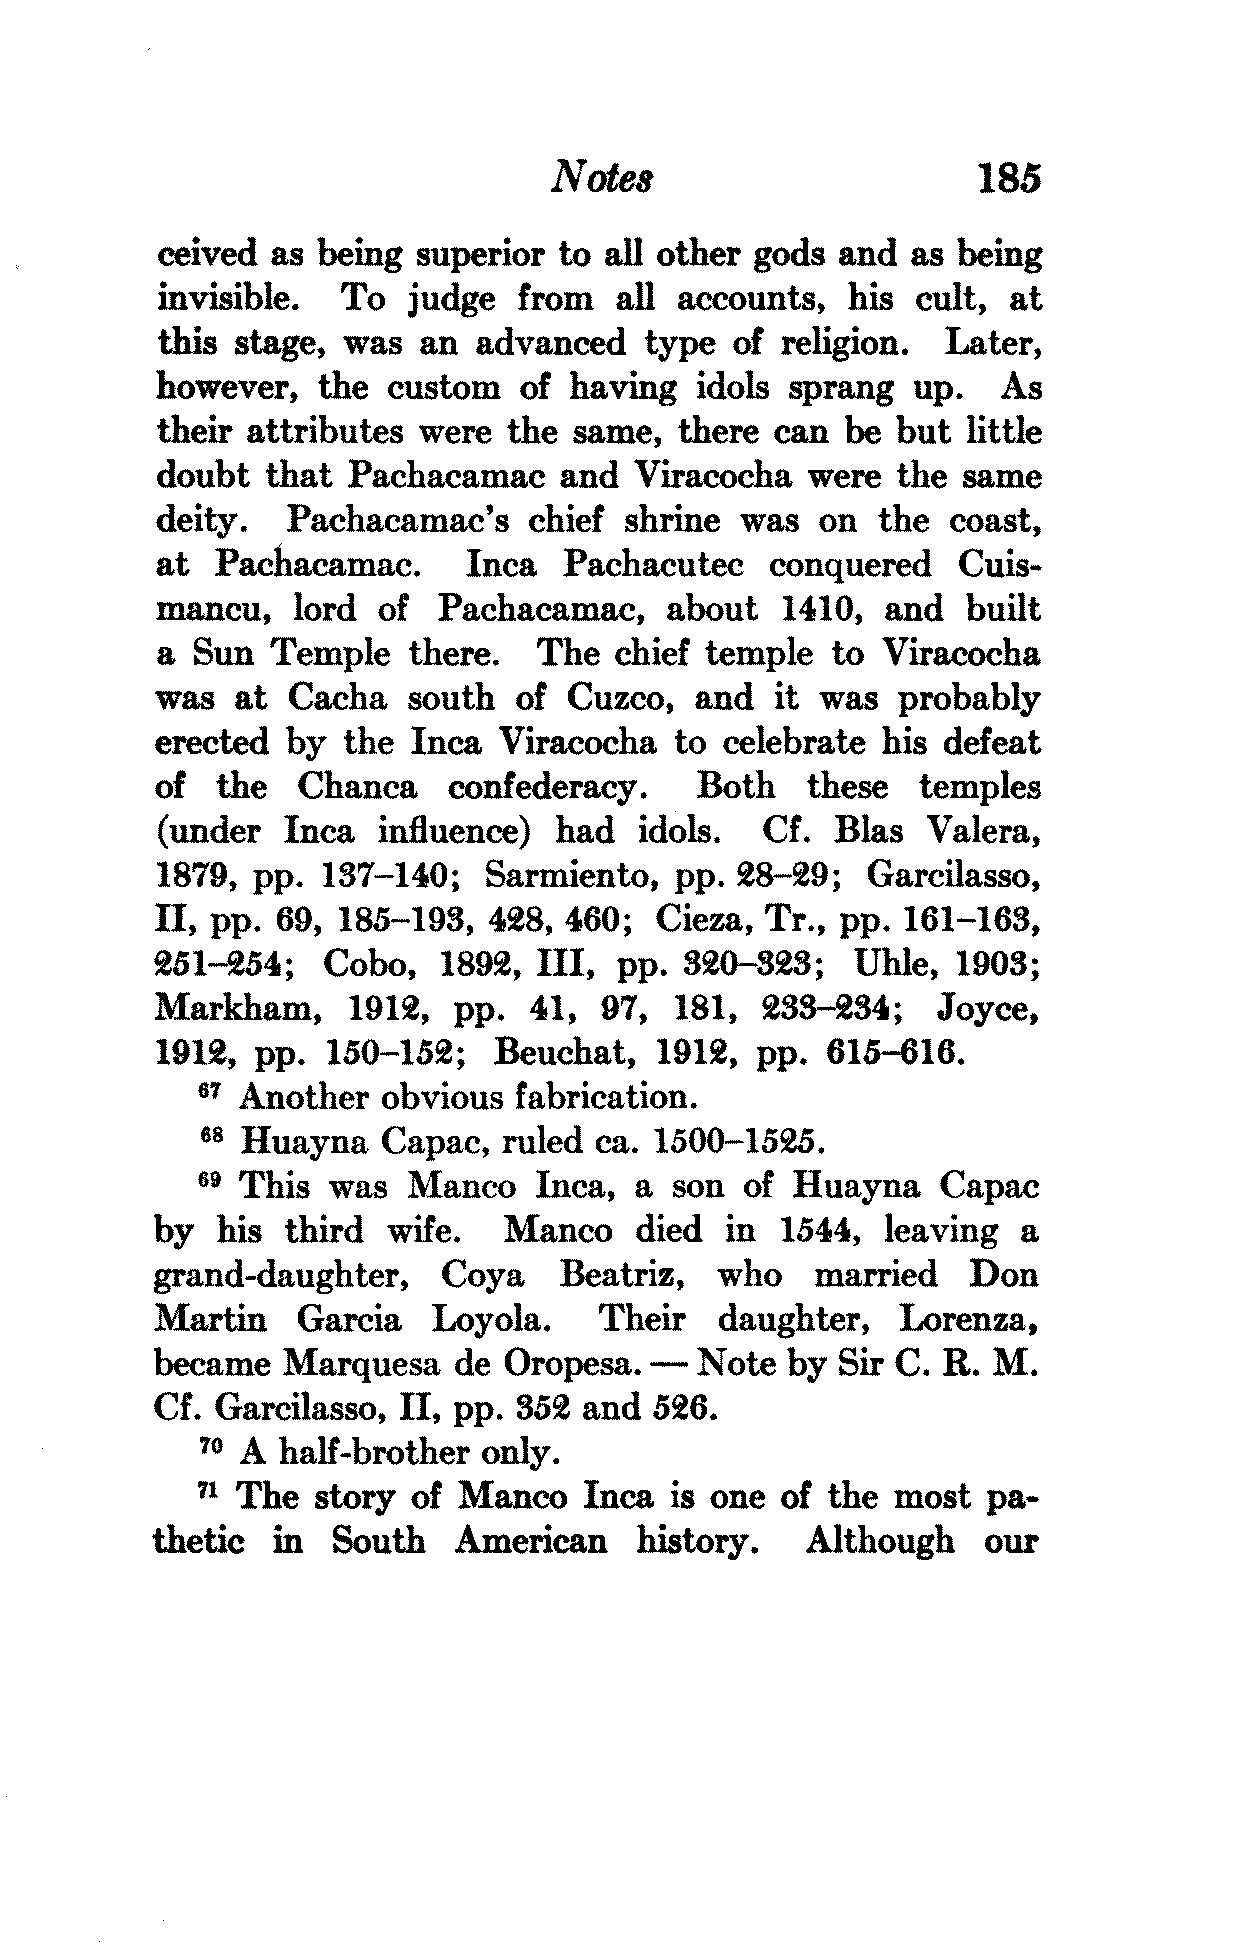 Notes 185
ceived as being superior to all other gods and as being
invisible. To judge from all accounts, his cult, at
this stage, was an advanced type of religion. Later,
however, the custom of having idols sprang up. As
their attributes were the same, there can be but little
doubt that Pachacamac and Viracocha were the same
deity. Pachacamac's chief shrine was on the coast,
at Pachacamac. Inca Pachacutec conquered Cuis-
mancu, lord of Pachacamac, about 1410, and built
a Sun Temple there. The chief temple to Viracocha
was at Cacha south of Cuzco, and it was probably
erected by the Inca Viracocha to celebrate his defeat
of the Chanca confederacy. Both these temples
(under Inca influence) had idols. Cf. Blas Valera,
1879, pp. 137–140; Sarmiento, pp. 28–29; Garcilasso,
II, pp. 69, 185–193, 428, 460; Cieza, Tr., pp. 161–163,
251–254; Cobo, 1892, III, pp. 320–323; Uhle, 1903;
Markham, 1912, pp. 41, 97, 181, 233–234; Joyce,
1912, pp. 150–152; Beuchat, 1912, pp. 615–616.
⁶⁷ Another obvious fabrication.
⁶⁸ Huayna Capac, ruled ca. 1500–1525.
⁶⁹ This was Manco Inca, a son of Huayna Capac
by his third wife. Manco died in 1544, leaving a
grand-daughter, Coya Beatriz, who married Don
Martin Garcia Loyola. Their daughter, Lorenza,
became Marquesa de Oropesa. — Note by Sir C. R. M.
Cf. Garcilasso, II, pp. 352 and 526.
⁷⁰ A half-brother only.
⁷¹ The story of Manco Inca is one of the most pa-
thetic in South American history. Although our